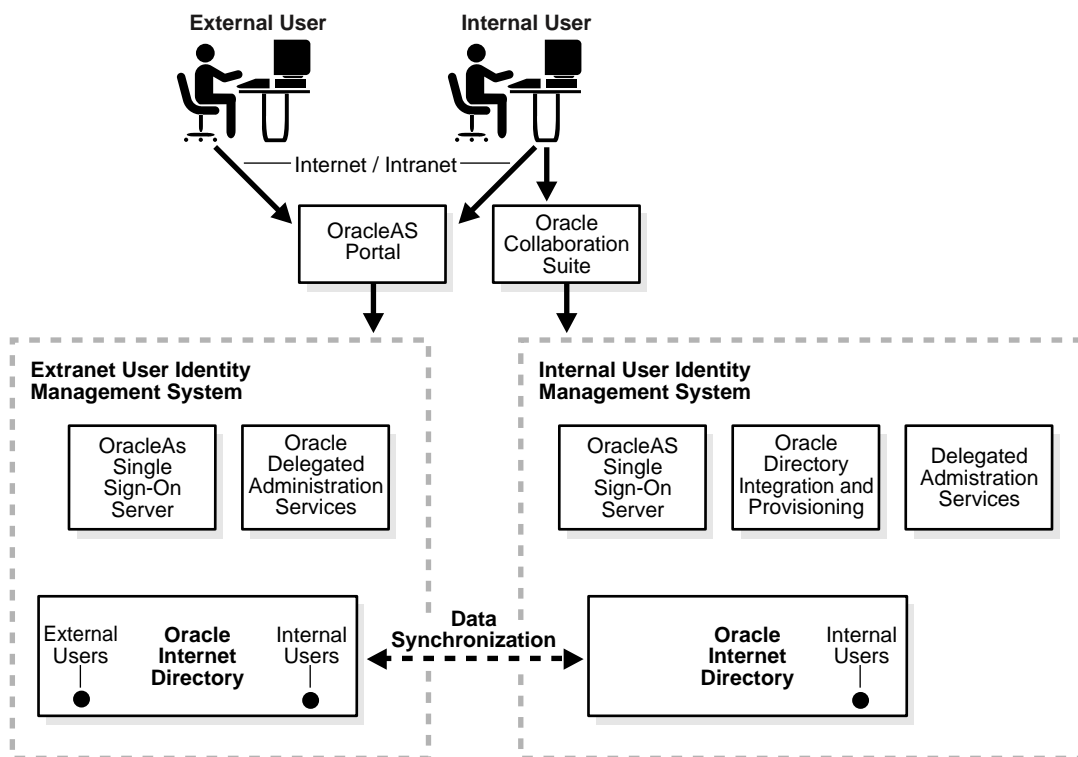 External User
Internal User
Internet / Intranet
OracleAS
Portal
Oracle
Collaboration
Suite
Extranet User Identity
Management System
OracleAs
Single
Sign-On
Server
Oracle
Delegated
Administration
Services
Internal User Identity
Management System
OracleAS
Single
Sign-On
Server
Oracle
Directory
Integration and
Provisioning
Delegated
Admistration
Services
External
Users
Oracle
Internet
Directory
Internal
Users
Data
Synchronization
Oracle
Internet
Directory
Internal
Users